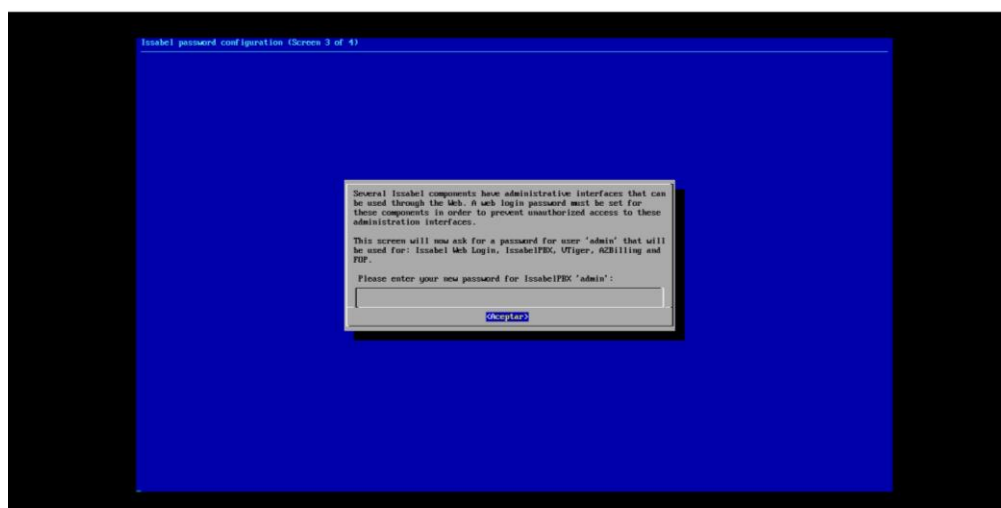 Issabel password configuration (Screen 3 of 4)
Several Issabel components have administrative interfaces that can
be used through the Web. A web login password must be set for
these components in order to prevent unauthorized access to these
administration interfaces.
This screen will now ask for a password for user 'admin' that will
be used for: Issabel Web Login, IssabelPBX, VTiger, A2Billing and
FOP.
Please enter your new password for IssabelPBX 'admin':
<Aceptar>